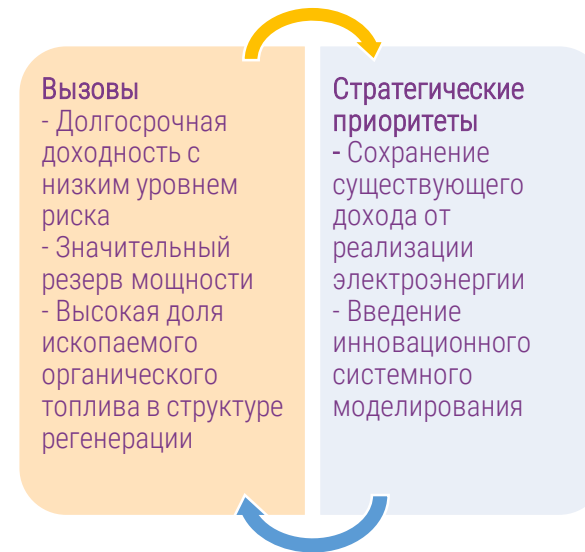 Вызовы
- Долгосрочная
доходность с
низким уровнем
риска
- Значительный
резерв мощности
- Высокая доля
ископаемого
органического
топлива в структуре
регенерации
Стратегические
приоритеты
- Сохранение
существующего
дохода от
реализации
электроэнергии
- Введение
инновационного
системного
моделирования